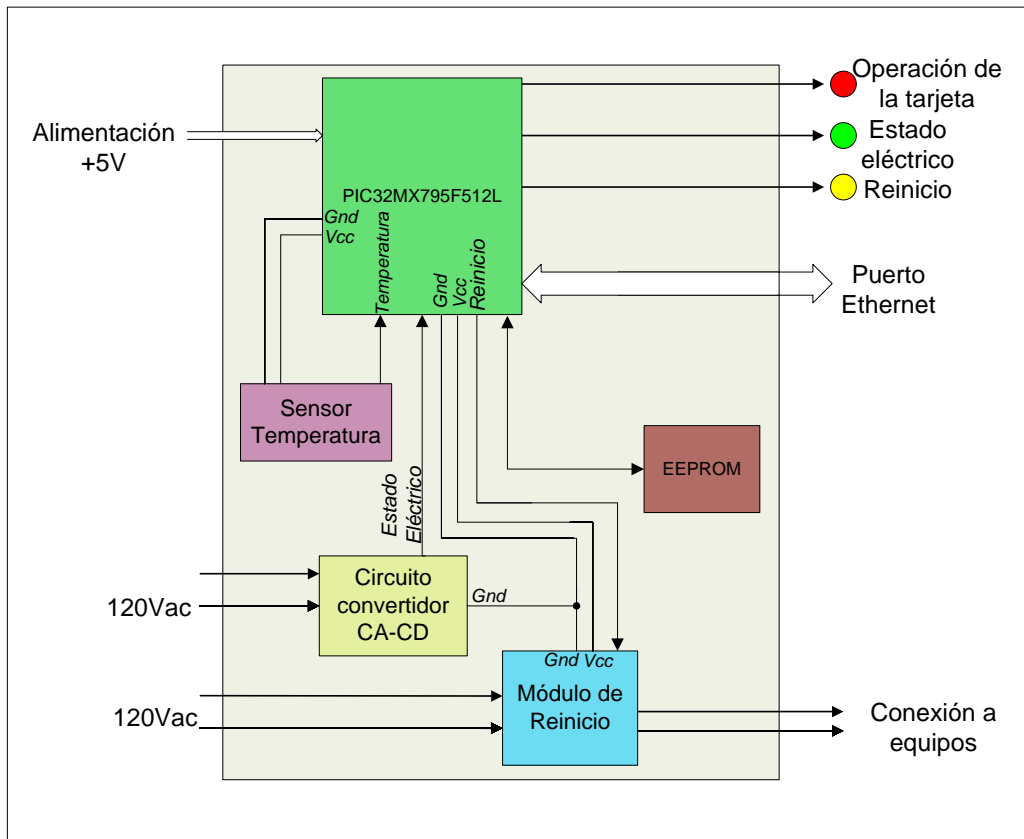 Operación de
la tarjeta
Alimentación
+5V
Estado
eléctrico
PIC32MX795F512L
Reinicio
Gnd
Vcc
Temperatura
Gnd
Vcc
Reinicio
Puerto
Ethernet
Sensor
Temperatura
EEPROM
Estado
Eléctrico
Circuito
convertidor
CA-CD
Gnd
120Vac
Gnd
Vcc
Módulo de
Reinicio
120Vac
Conexión a
equipos